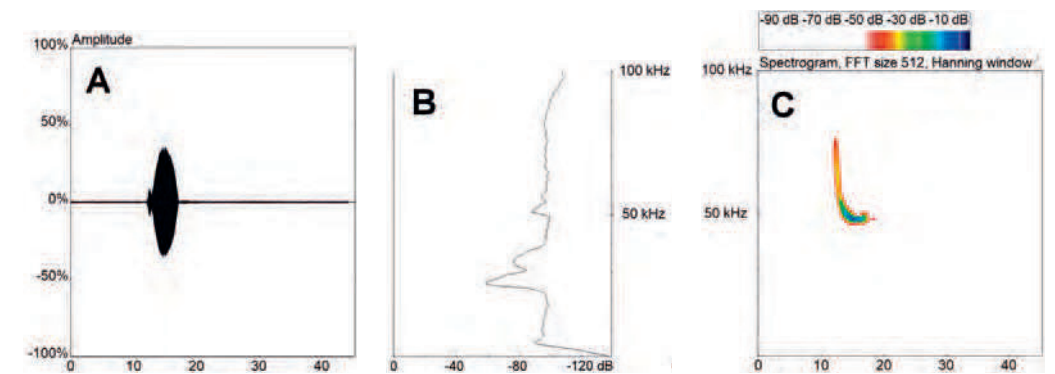 -90 dB -70 dB -50 dB -30 dB -10 dB
100% Amplitude
A
50%
0%
-50%
-100%
0 10 20 30 40
B
100 kHz
50 kHz
0 -40 -80 -120 dB
Spectrogram, FFT size 512, Hanning window
100 kHz
C
50 kHz
0 10 20 30 40